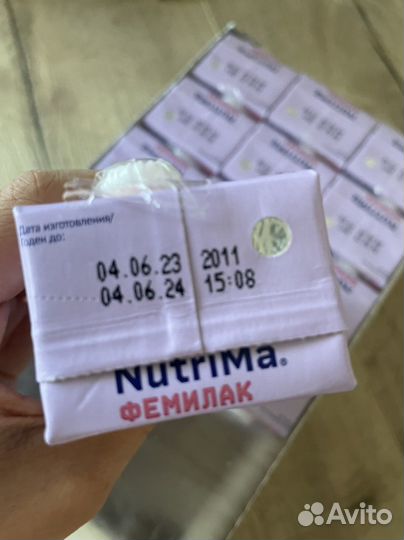 Дата изготовления/
Годен до:
04.06.23 2011
04.06.24 15:08
NutriMa®
ФЕМИЛАК
Avito